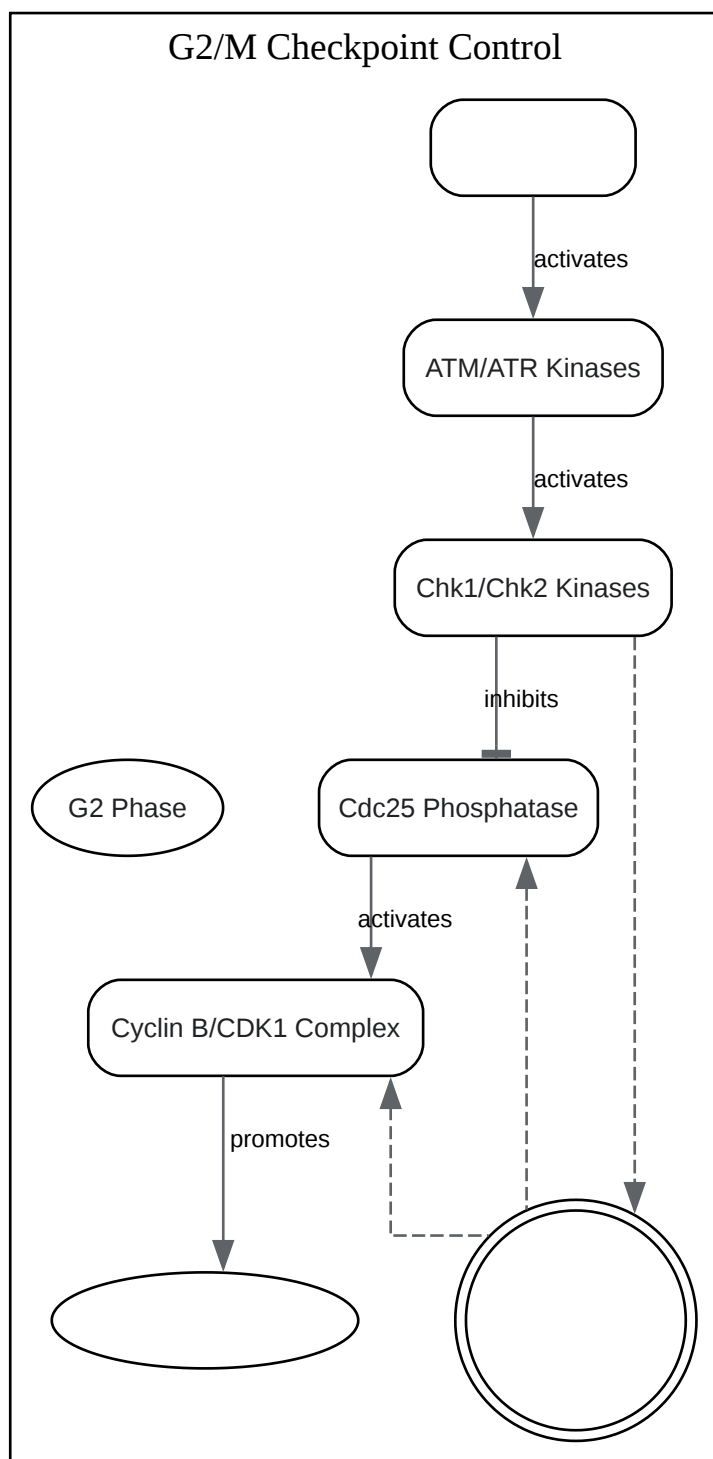 G2/M Checkpoint Control
activates
ATM/ATR Kinases
activates
Chk1/Chk2 Kinases
inhibits
G2 Phase
Cdc25 Phosphatase
activates
Cyclin B/CDK1 Complex
promotes